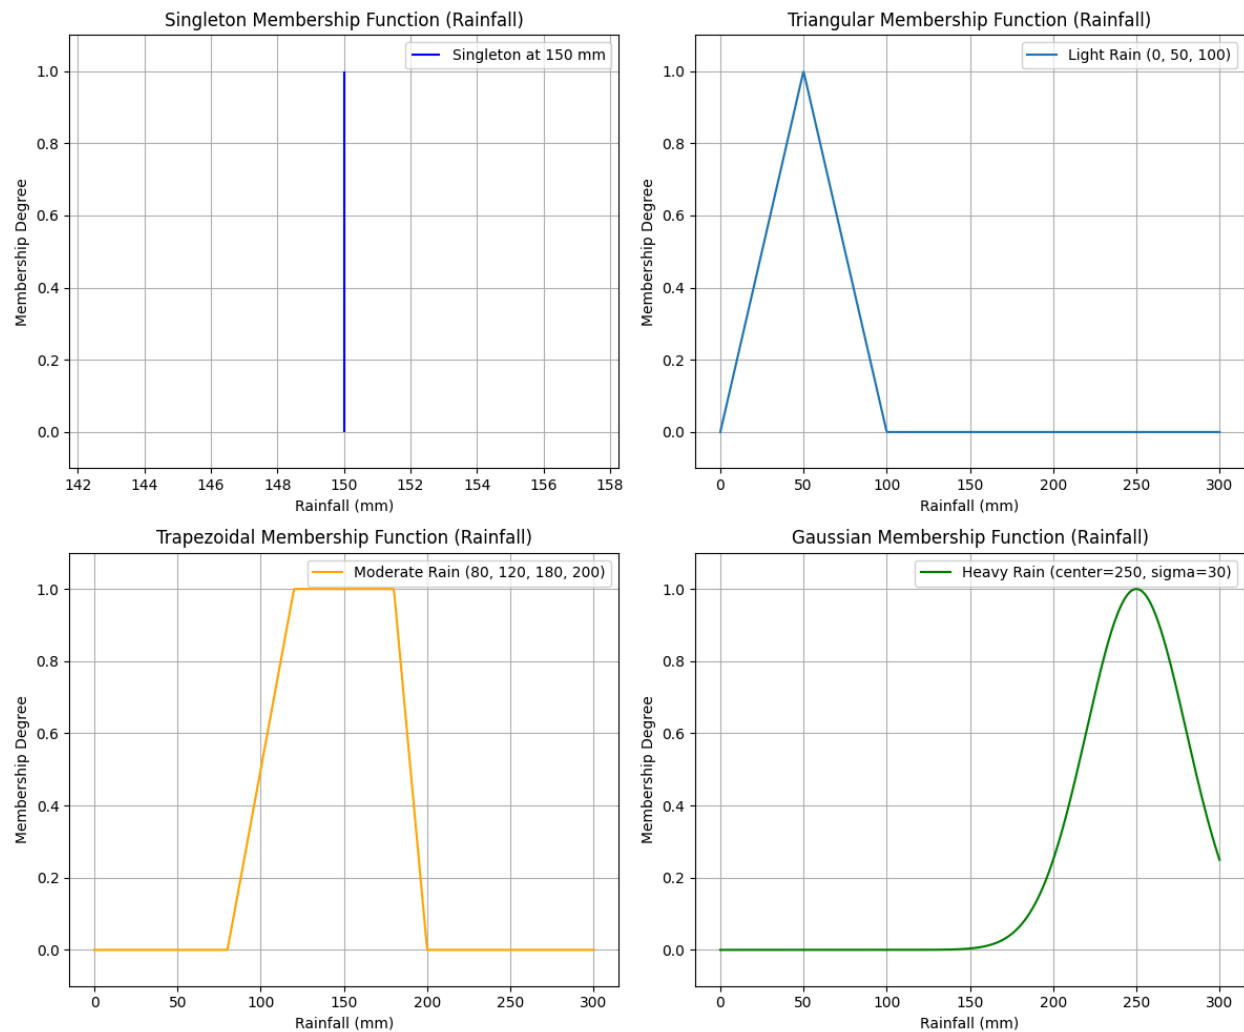 Singleton Membership Function (Rainfall)
Singleton at 150 mm
1.0
0.8
0.6
0.4
0.2
0.0
Membership Degree
142 144 146 148 150 152 154 156 158
Rainfall (mm)
Triangular Membership Function (Rainfall)
Light Rain (0, 50, 100)
1.0
0.8
0.6
0.4
0.2
0.0
Membership Degree
0 50 100 150 200 250 300
Rainfall (mm)
Trapezoidal Membership Function (Rainfall)
Moderate Rain (80, 120, 180, 200)
1.0
0.8
0.6
0.4
0.2
0.0
Membership Degree
0 50 100 150 200 250 300
Rainfall (mm)
Gaussian Membership Function (Rainfall)
Heavy Rain (center=250, sigma=30)
1.0
0.8
0.6
0.4
0.2
0.0
Membership Degree
0 50 100 150 200 250 300
Rainfall (mm)